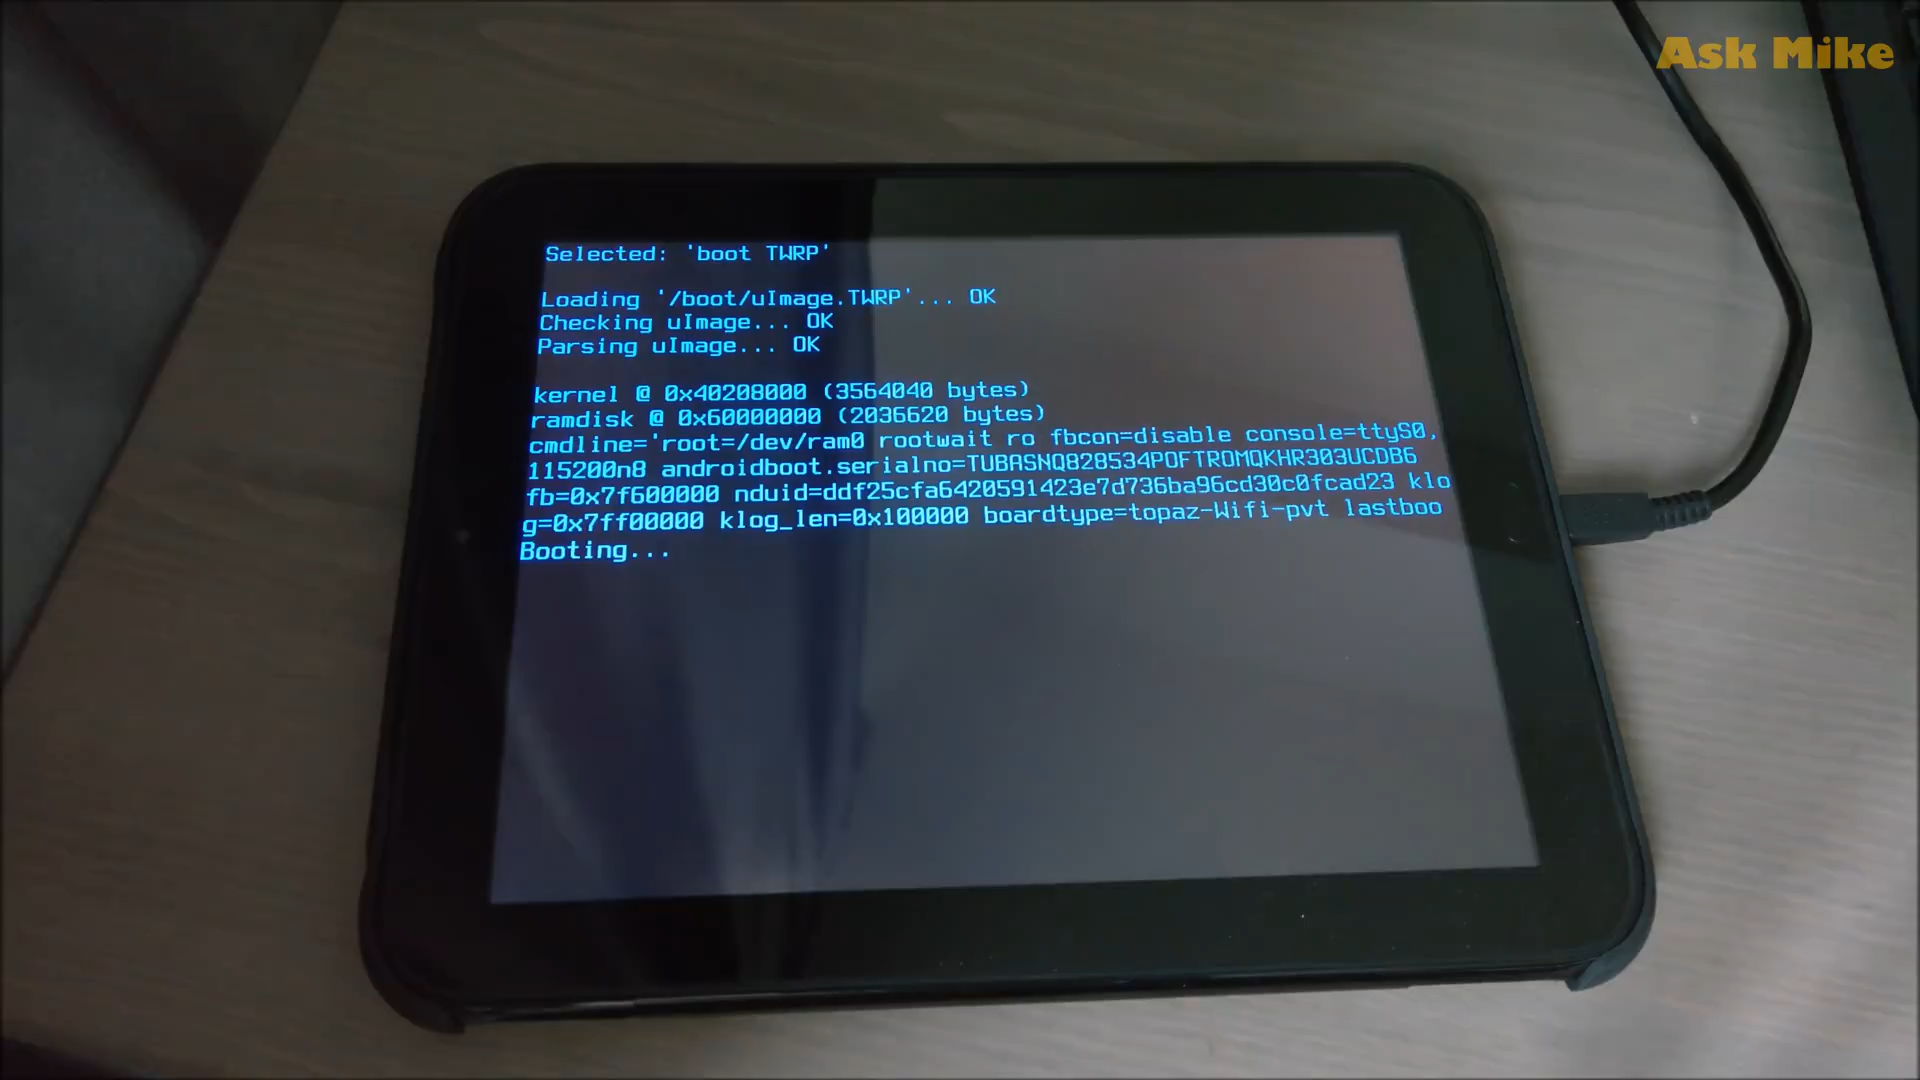 Ask Mike
Selected: 'boot TWRP'
Loading '/boot/uImage.TWRP'... OK
Checking uImage... OK
Parsing uImage... OK
kernel @ 0x40208000 (3564040 bytes)
ramdisk @ 0x60000000 (2036620 bytes)
cmdline='root=/dev/ram0 rootwait ro fbcon=disable console=ttyS0,
115200n8 androidboot.serialno=TUBASNQ828534POFTROMQKHR303UCDB6
fb=0x7f600000 nduid=ddf25cfa6420591423e7d736ba96cd30c0fcad23 klo
g=0x7ff00000 klog_len=0x100000 boardtype=topaz-Wifi-pvt lastboo
Booting...